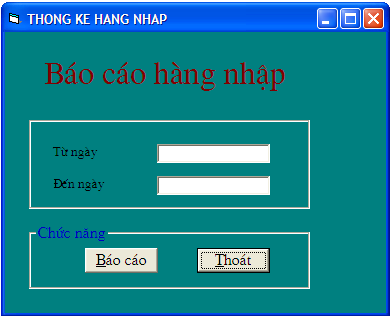 THONG KE HANG NHAP
Báo cáo hàng nhập
Từ ngày
Đến ngày
Chức năng
Báo cáo
Thoát